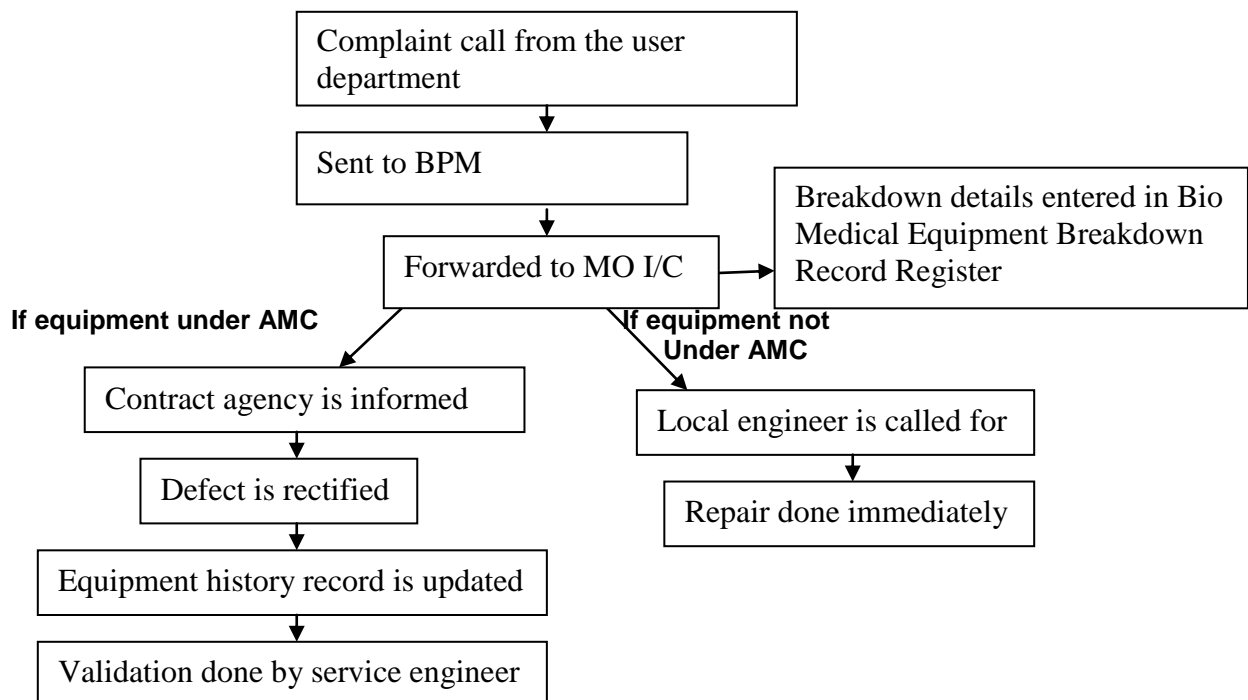 Complaint call from the user
department
Sent to BPM
Breakdown details entered in Bio
Medical Equipment Breakdown
Record Register
Forwarded to MO I/C
If equipment under AMC
If equipment not
Under AMC
Contract agency is informed
Local engineer is called for
Defect is rectified
Repair done immediately
Equipment history record is updated
Validation done by service engineer